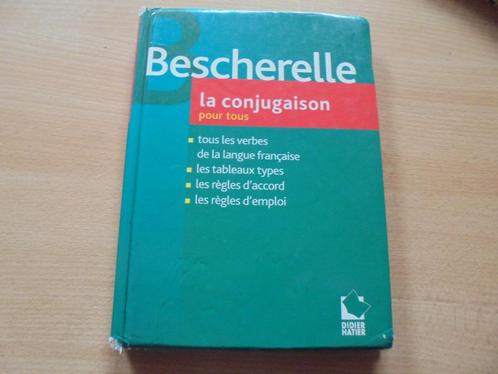 Bescherelle
la conjugaison
pour tous
tous les verbes
de la langue française
les tableaux types
les règles d'accord
les règles d'emploi
DIDIER
HATIER